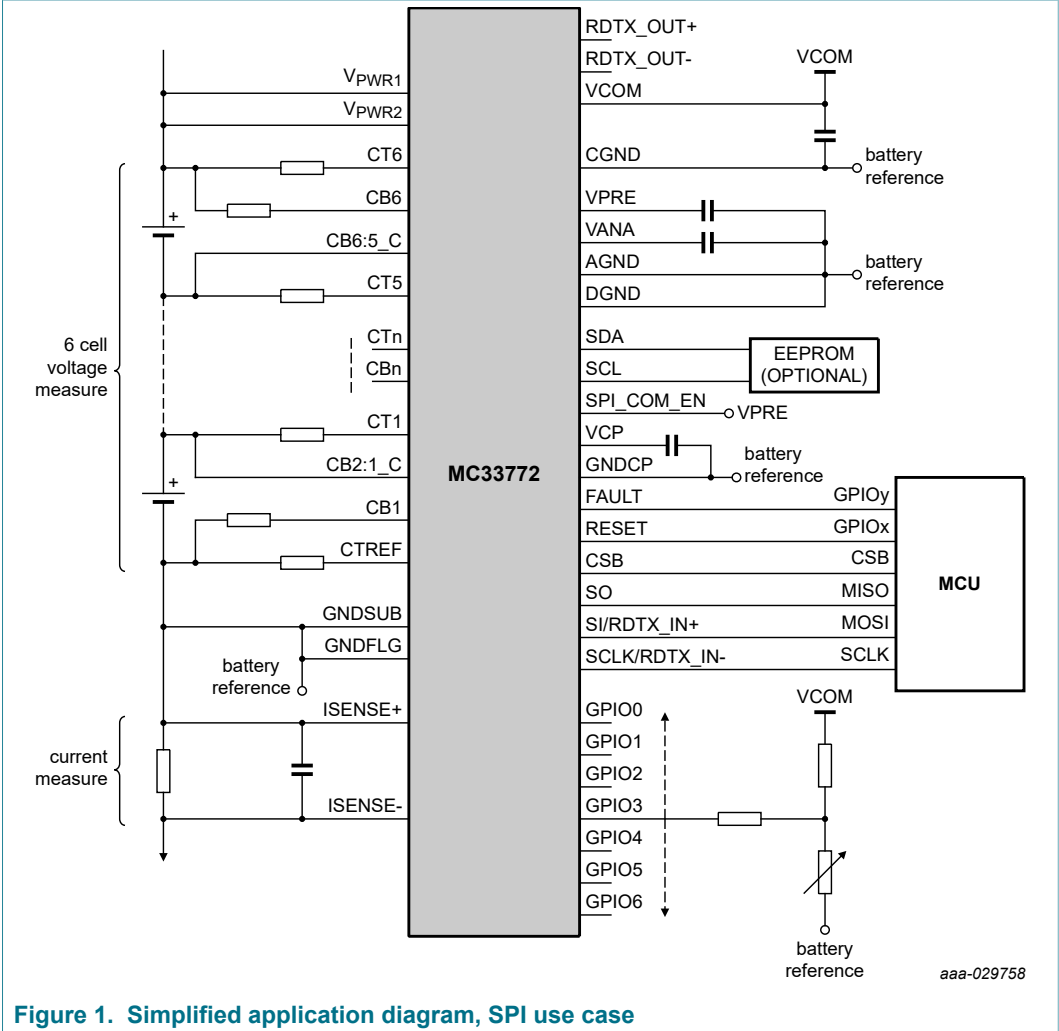 VPWR1
VPWR2
CT6
CB6
+
CB6:5_C
CT5
6 cell
voltage
measure
CTn
CBn
CT1
CB2:1_C
+
CB1
CTREF
GNDSUB
GNDFLG
battery
reference
ISENSE+
current
measure
ISENSE-
MC33772
RDTX_OUT+
RDTX_OUT-
VCOM
VCOM
CGND
battery
reference
VPRE
VANA
AGND
battery
reference
DGND
SDA
SCL
EEPROM
(OPTIONAL)
SPI_COM_EN
VPRE
VCP
GNDCP
battery
reference
FAULT
GPIOy
RESET
GPIOx
CSB
CSB
SO
MISO
SI/RDTX_IN+
MOSI
SCLK/RDTX_IN-
SCLK
MCU
GPIO0
GPIO1
GPIO2
GPIO3
GPIO4
GPIO5
GPIO6
VCOM
battery
reference
aaa-029758
Figure 1. Simplified application diagram, SPI use case